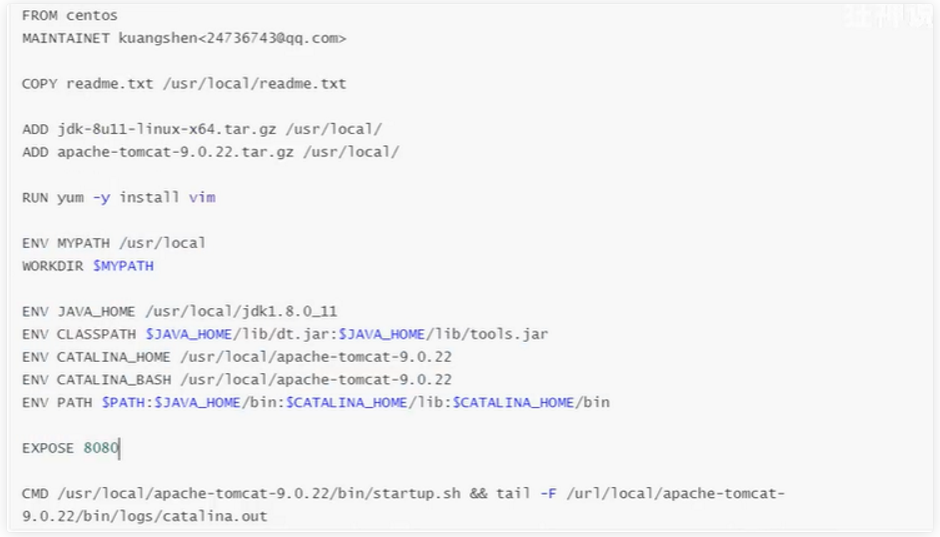 FROM centos
MAINTAINET kuangshen<24736743@qq.com>
COPY readme.txt /usr/local/readme.txt
ADD jdk-8u11-linux-x64.tar.gz /usr/local/
ADD apache-tomcat-9.0.22.tar.gz /usr/local/
RUN yum -y install vim
ENV MYPATH /usr/local
WORKDIR $MYPATH
ENV JAVA_HOME /usr/local/jdk1.8.0_11
ENV CLASSPATH $JAVA_HOME/lib/dt.jar:$JAVA_HOME/lib/tools.jar
ENV CATALINA_HOME /usr/local/apache-tomcat-9.0.22
ENV CATALINA_BASH /usr/local/apache-tomcat-9.0.22
ENV PATH $PATH:$JAVA_HOME/bin:$CATALINA_HOME/lib:$CATALINA_HOME/bin
EXPOSE 8080
CMD /usr/local/apache-tomcat-9.0.22/bin/startup.sh && tail -F /url/local/apache-tomcat-
9.0.22/bin/logs/catalina.out